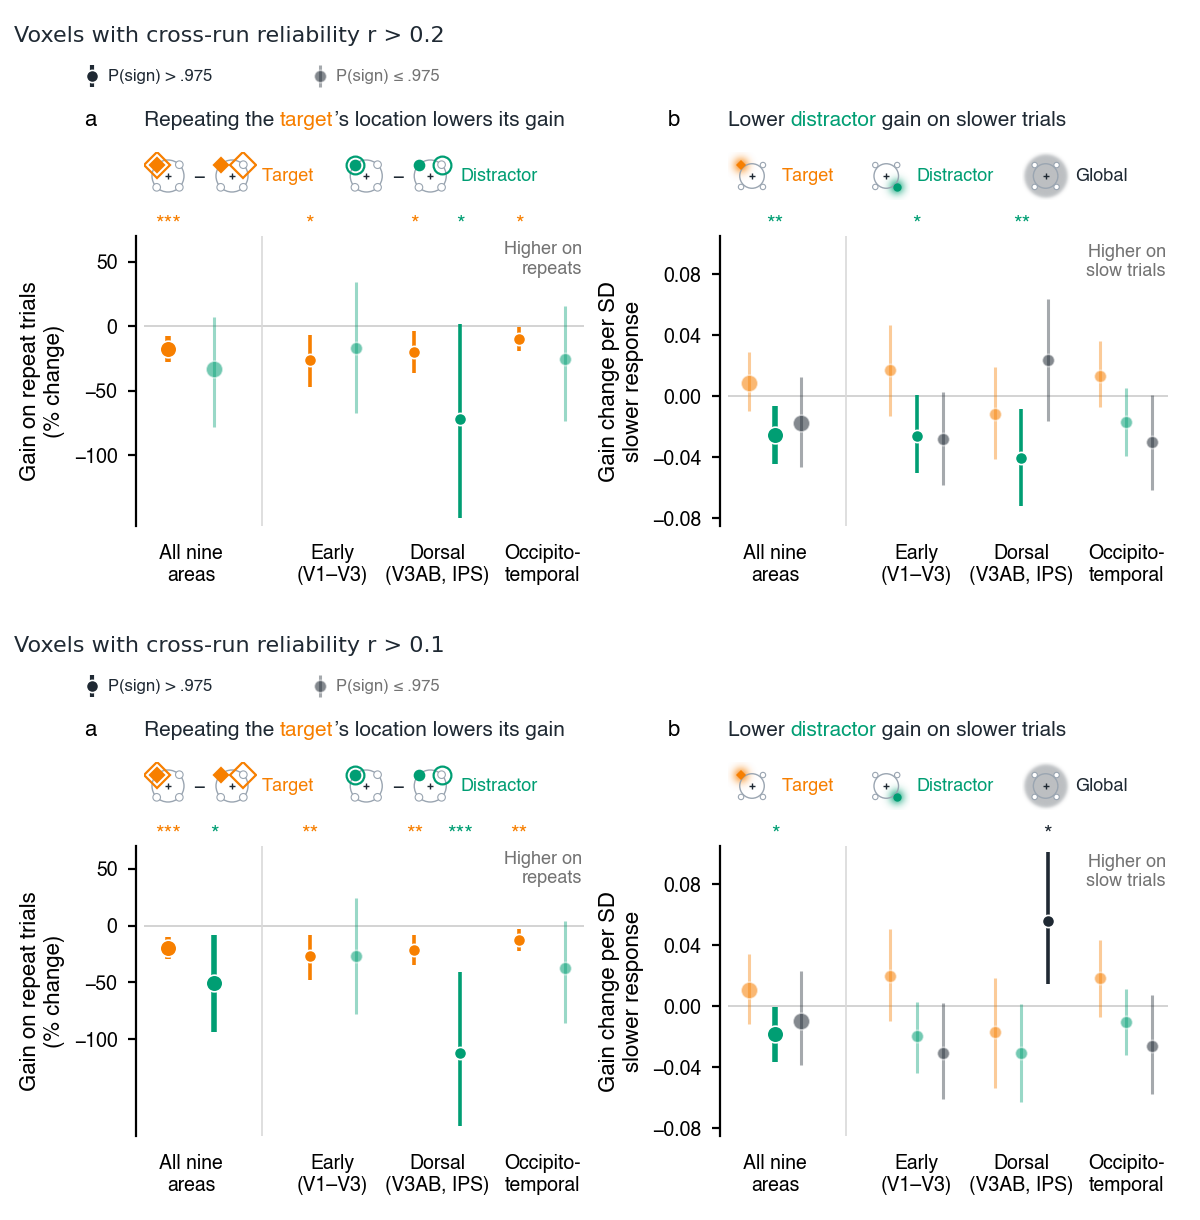 Voxels with cross-run reliability r > 0.2
P(sign) > .975
P(sign) ≤ .975
a
Repeating the target’s location lowers its gain
– Target
– Distractor
*** * * * *
Higher on
repeats
50
0
−50
−100
Gain on repeat trials
(% change)
All nine
areas
Early
(V1–V3)
Dorsal
(V3AB, IPS)
Occipito-
temporal
b
Lower distractor gain on slower trials
Target
Distractor
Global
** * **
Higher on
slow trials
0.08
0.04
0.00
−0.04
−0.08
Gain change per SD
slower response
All nine
areas
Early
(V1–V3)
Dorsal
(V3AB, IPS)
Occipito-
temporal
Voxels with cross-run reliability r > 0.1
P(sign) > .975
P(sign) ≤ .975
a
Repeating the target’s location lowers its gain
– Target
– Distractor
*** * ** ** *** **
Higher on
repeats
50
0
−50
−100
Gain on repeat trials
(% change)
All nine
areas
Early
(V1–V3)
Dorsal
(V3AB, IPS)
Occipito-
temporal
b
Lower distractor gain on slower trials
Target
Distractor
Global
* *
Higher on
slow trials
0.08
0.04
0.00
−0.04
−0.08
Gain change per SD
slower response
All nine
areas
Early
(V1–V3)
Dorsal
(V3AB, IPS)
Occipito-
temporal